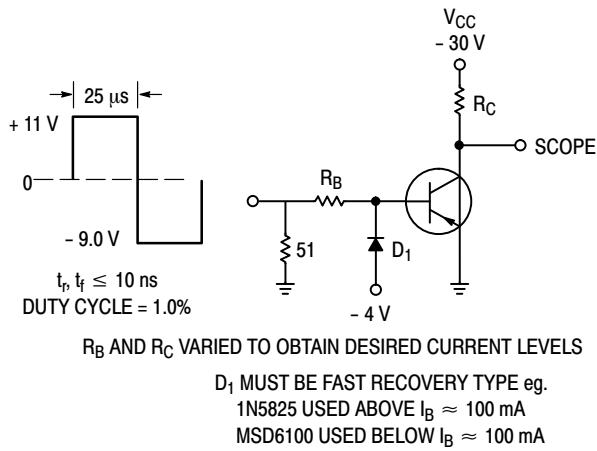 V_CC
– 30 V
25 µs
+ 11 V
R_C
SCOPE
0
R_B
– 9.0 V
51
D_1
t_r, t_f ≤ 10 ns
DUTY CYCLE = 1.0%
– 4 V
R_B AND R_C VARIED TO OBTAIN DESIRED CURRENT LEVELS
D_1 MUST BE FAST RECOVERY TYPE eg.
1N5825 USED ABOVE I_B ≈ 100 mA
MSD6100 USED BELOW I_B ≈ 100 mA